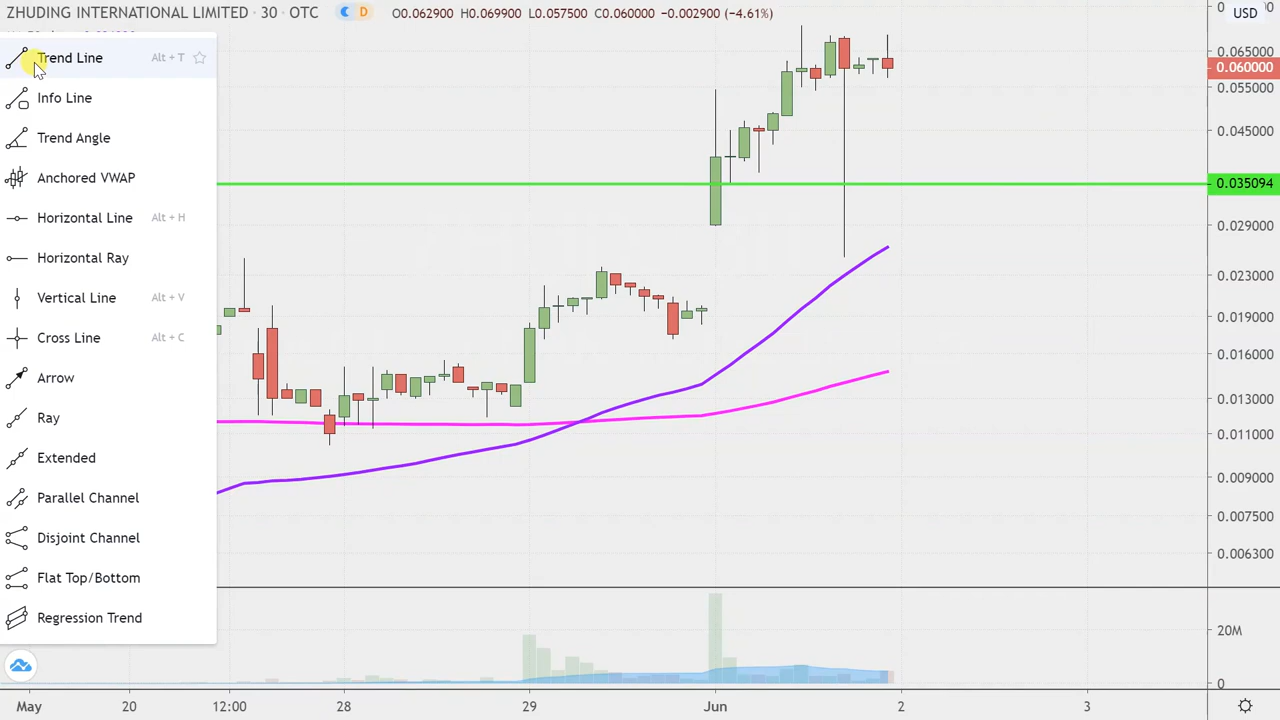 ZHUDING INTERNATIONAL LIMITED · 30 · OTC
D
O0.062900 H0.069900 L0.057500 C0.060000 −0.002900 (−4.61%)
USD
Trend Line Alt + T
Info Line
Trend Angle
Anchored VWAP
Horizontal Line Alt + H
Horizontal Ray
Vertical Line Alt + V
Cross Line Alt + C
Arrow
Ray
Extended
Parallel Channel
Disjoint Channel
Flat Top/Bottom
Regression Trend
0.065000
0.060000
0.055000
0.045000
0.035094
0.029000
0.023000
0.019000
0.016000
0.013000
0.011000
0.009000
0.007500
0.006300
20M
0
May 20 12:00 28 29 Jun 2 3